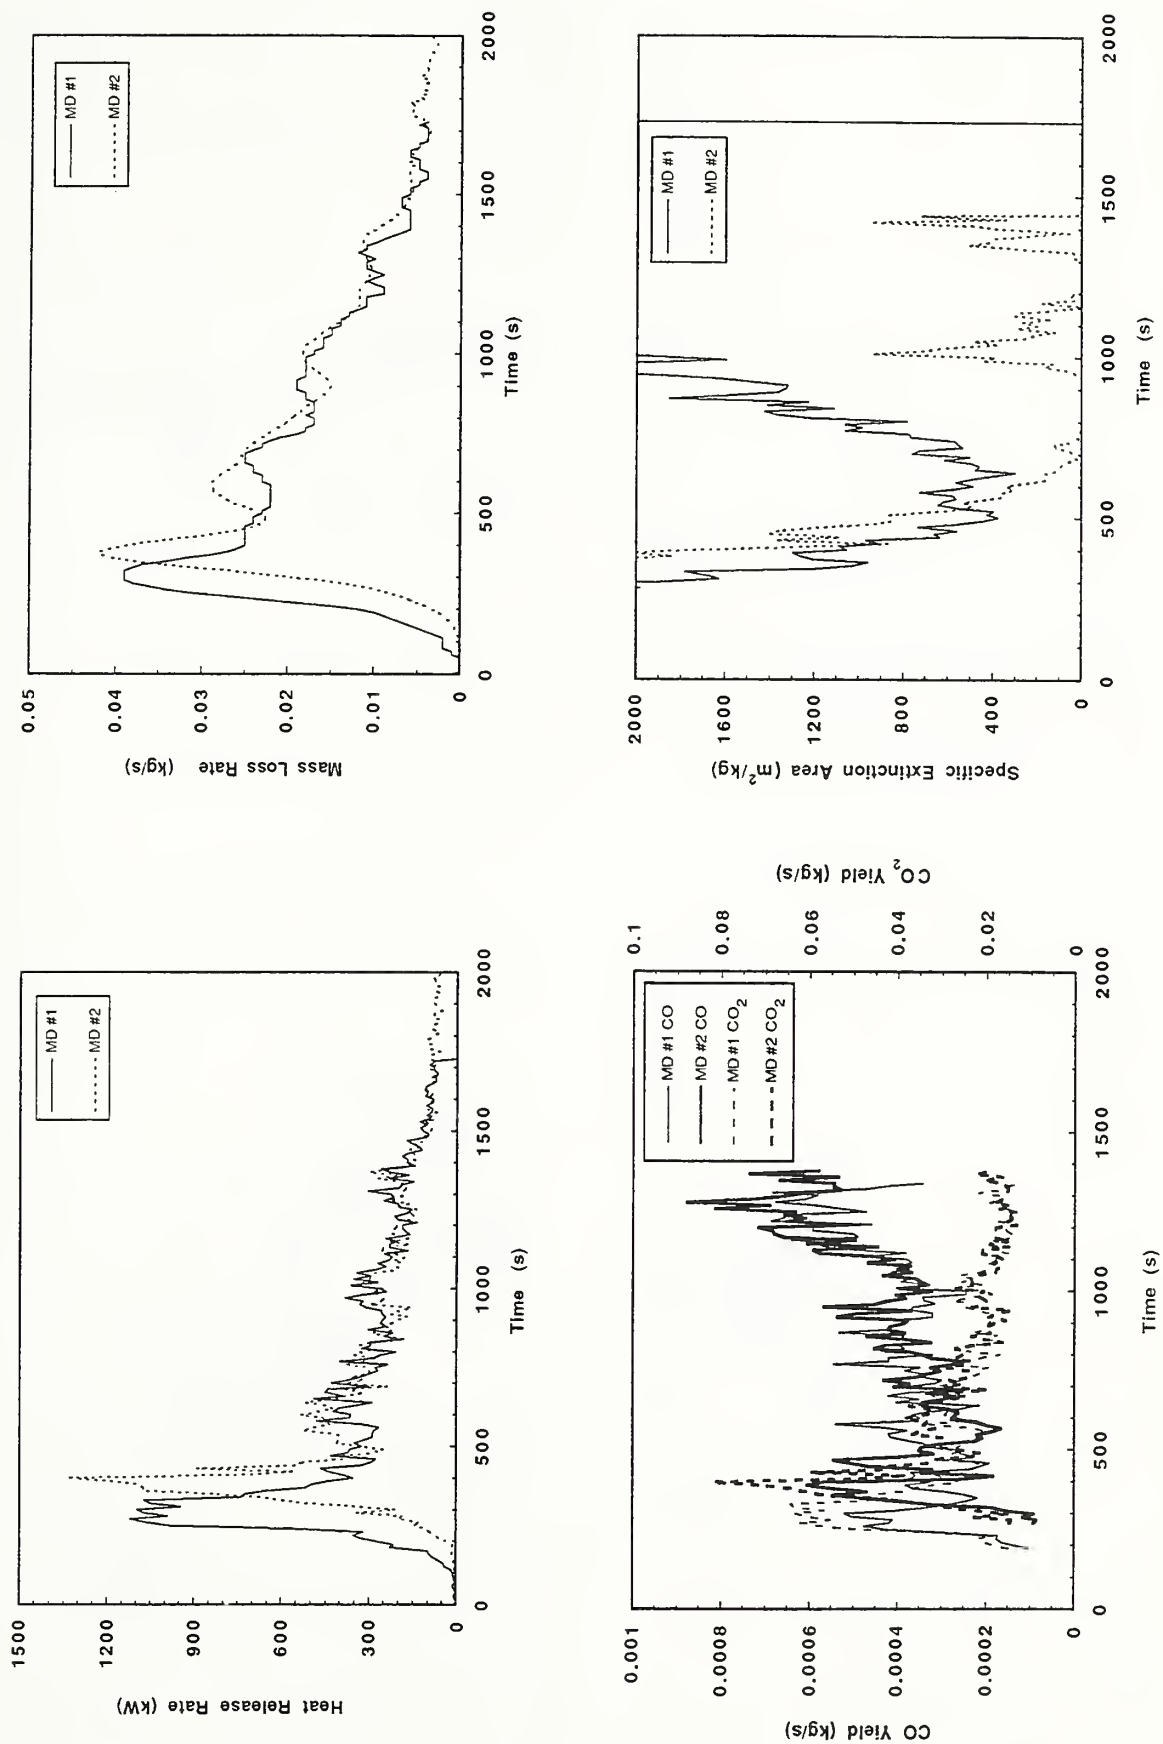 1500
1200
900
600
300
0
Heat Release Rate (kW)
0
500
1000
1500
2000
Time (s)
MD #1
MD #2
0.05
0.04
0.03
0.02
0.01
0
Mass Loss Rate (kg/s)
0
500
1000
1500
2000
Time (s)
MD #1
MD #2
0.001
0.0008
0.0006
0.0004
0.0002
0
CO Yield (kg/s)
0
500
1000
1500
2000
Time (s)
MD #1 CO
MD #2 CO
MD #1 CO2
MD #2 CO2
0.1
0.08
0.06
0.04
0.02
0
CO2 Yield (kg/s)
2000
1600
1200
800
400
0
Specific Extinction Area (m2/kg)
0
500
1000
1500
2000
Time (s)
MD #1
MD #2